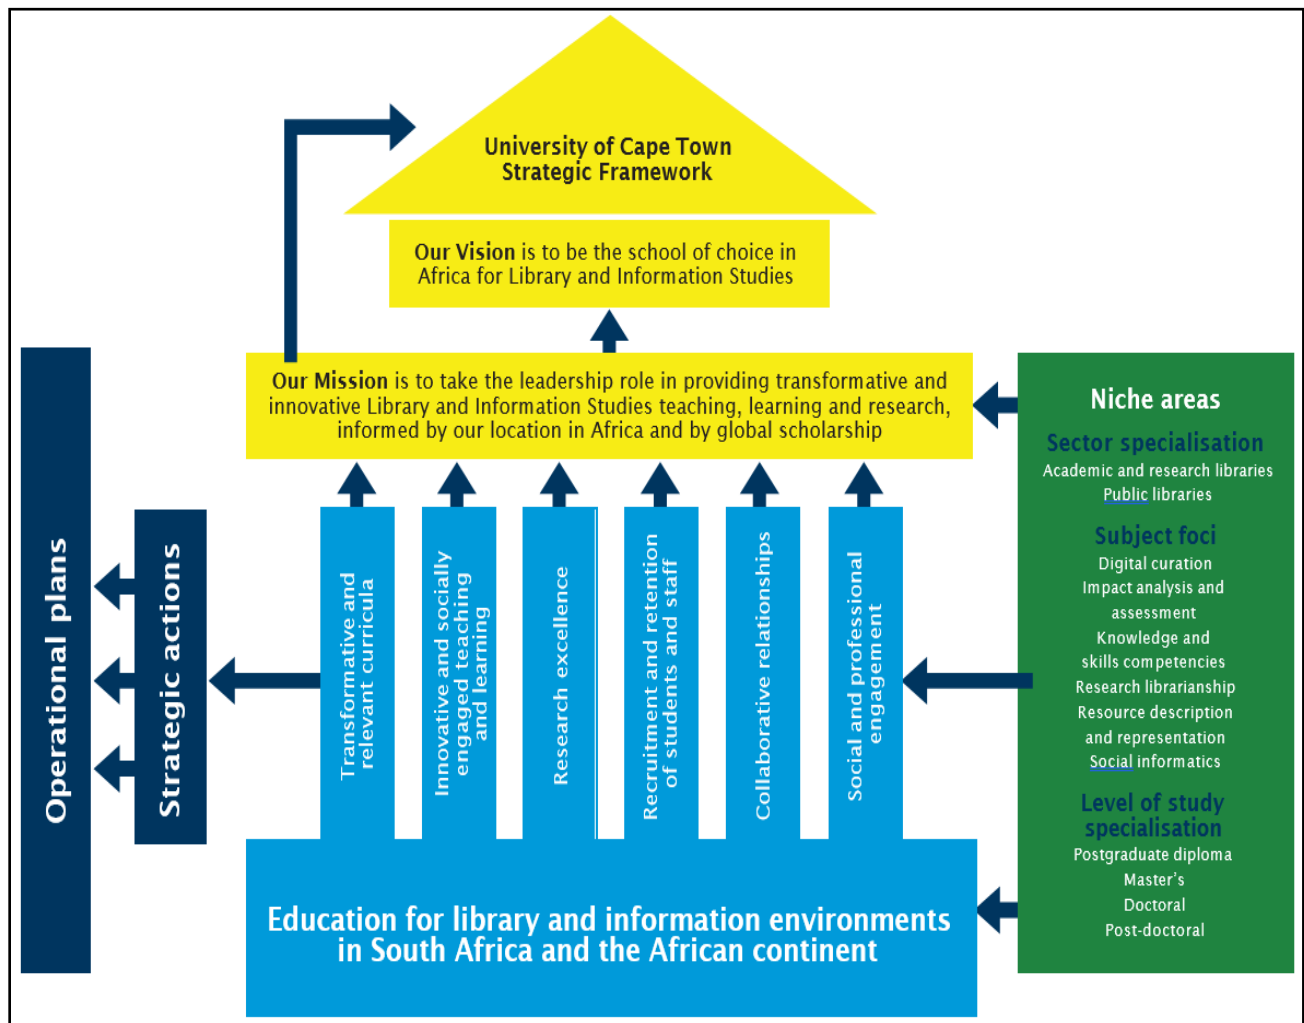 University of Cape Town
Strategic Framework
Our Vision is to be the school of choice in
Africa for Library and Information Studies
Our Mission is to take the leadership role in providing transformative and
innovative Library and Information Studies teaching, learning and research,
informed by our location in Africa and by global scholarship
Operational plans
Strategic actions
Transformative and
relevant curricula
Innovative and socially
engaged teaching
and learning
Research excellence
Recruitment and retention
of students and staff
Collaborative relationships
Social and professional
engagement
Education for library and information environments
in South Africa and the African continent
Niche areas
Sector specialisation
Academic and research libraries
Public libraries
Subject foci
Digital curation
Impact analysis and
assessment
Knowledge and
skills competencies
Research librarianship
Resource description
and representation
Social informatics
Level of study
specialisation
Postgraduate diploma
Master's
Doctoral
Post-doctoral